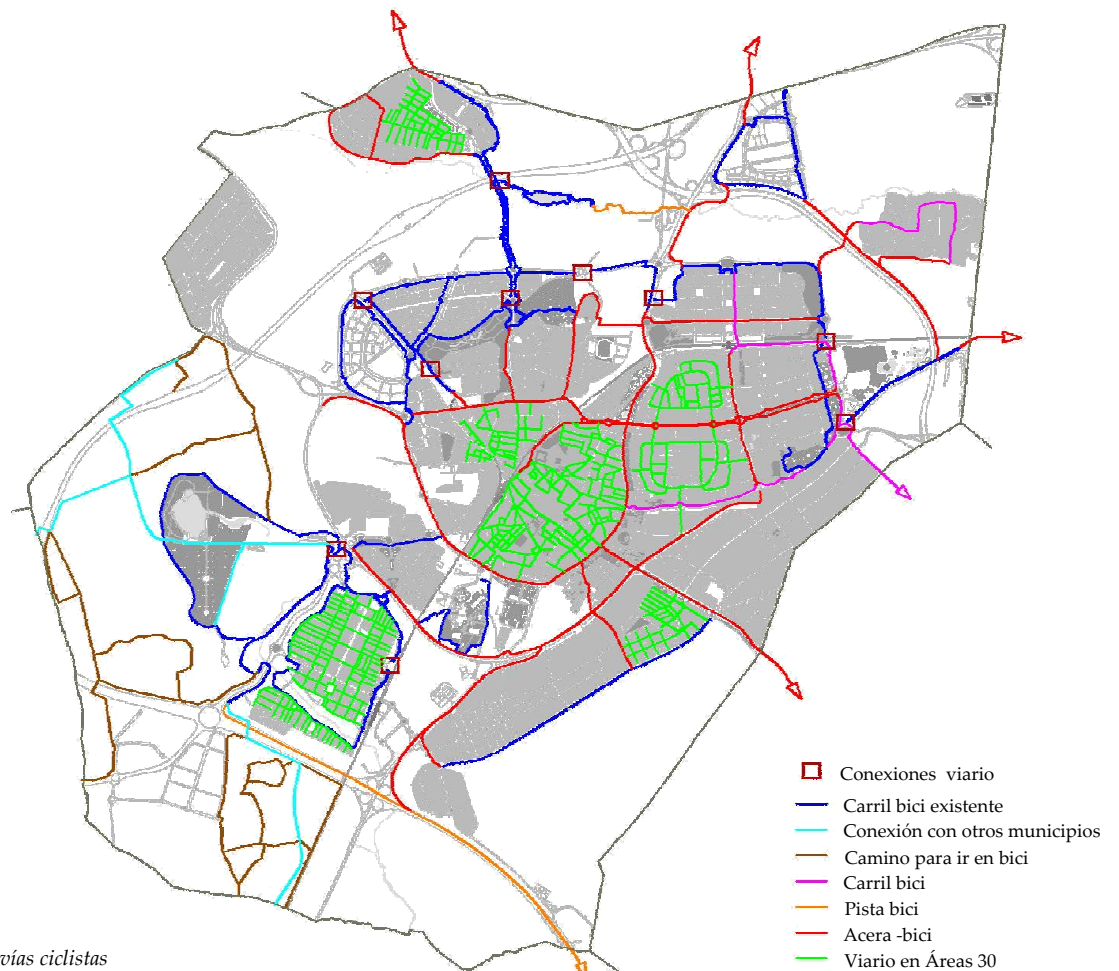 Conexiones viario
Carril bici existente
Conexión con otros municipios
Camino para ir en bici
Carril bici
Pista bici
Acera -bici
Viario en Áreas 30
vías ciclistas